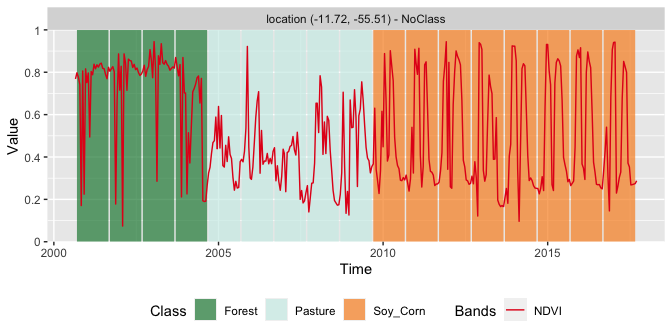 location (-11.72, -55.51) - NoClass
Value
1
0.8
0.6
0.4
0.2
0
2000 2005 2010 2015
Time
Class Forest Pasture Soy_Corn Bands NDVI